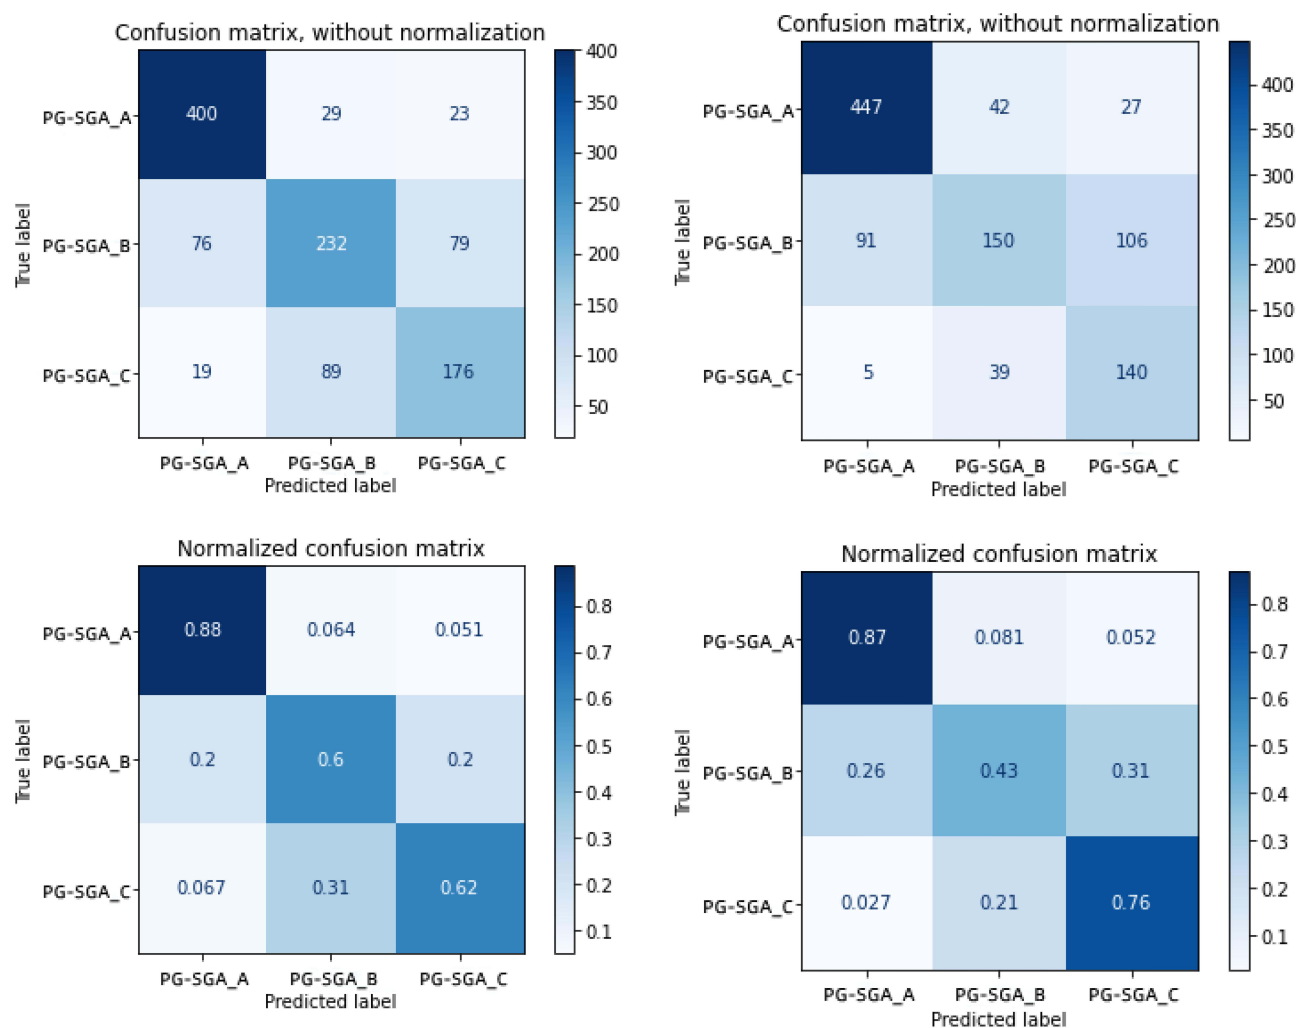 Confusion matrix, without normalization
True label
PG-SGA_A 400 29 23
PG-SGA_B 76 232 79
PG-SGA_C 19 89 176
PG-SGA_A PG-SGA_B PG-SGA_C
Predicted label
400
350
300
250
200
150
100
50
Confusion matrix, without normalization
True label
PG-SGA_A 447 42 27
PG-SGA_B 91 150 106
PG-SGA_C 5 39 140
PG-SGA_A PG-SGA_B PG-SGA_C
Predicted label
400
350
300
250
200
150
100
50
Normalized confusion matrix
True label
PG-SGA_A 0.88 0.064 0.051
PG-SGA_B 0.2 0.6 0.2
PG-SGA_C 0.067 0.31 0.62
PG-SGA_A PG-SGA_B PG-SGA_C
Predicted label
0.8
0.7
0.6
0.5
0.4
0.3
0.2
0.1
Normalized confusion matrix
True label
PG-SGA_A 0.87 0.081 0.052
PG-SGA_B 0.26 0.43 0.31
PG-SGA_C 0.027 0.21 0.76
PG-SGA_A PG-SGA_B PG-SGA_C
Predicted label
0.8
0.7
0.6
0.5
0.4
0.3
0.2
0.1